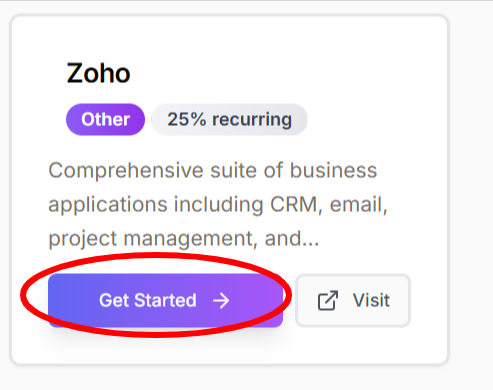 Zoho
Other 25% recurring
Comprehensive suite of business
applications including CRM, email,
project management, and...
Get Started → Visit